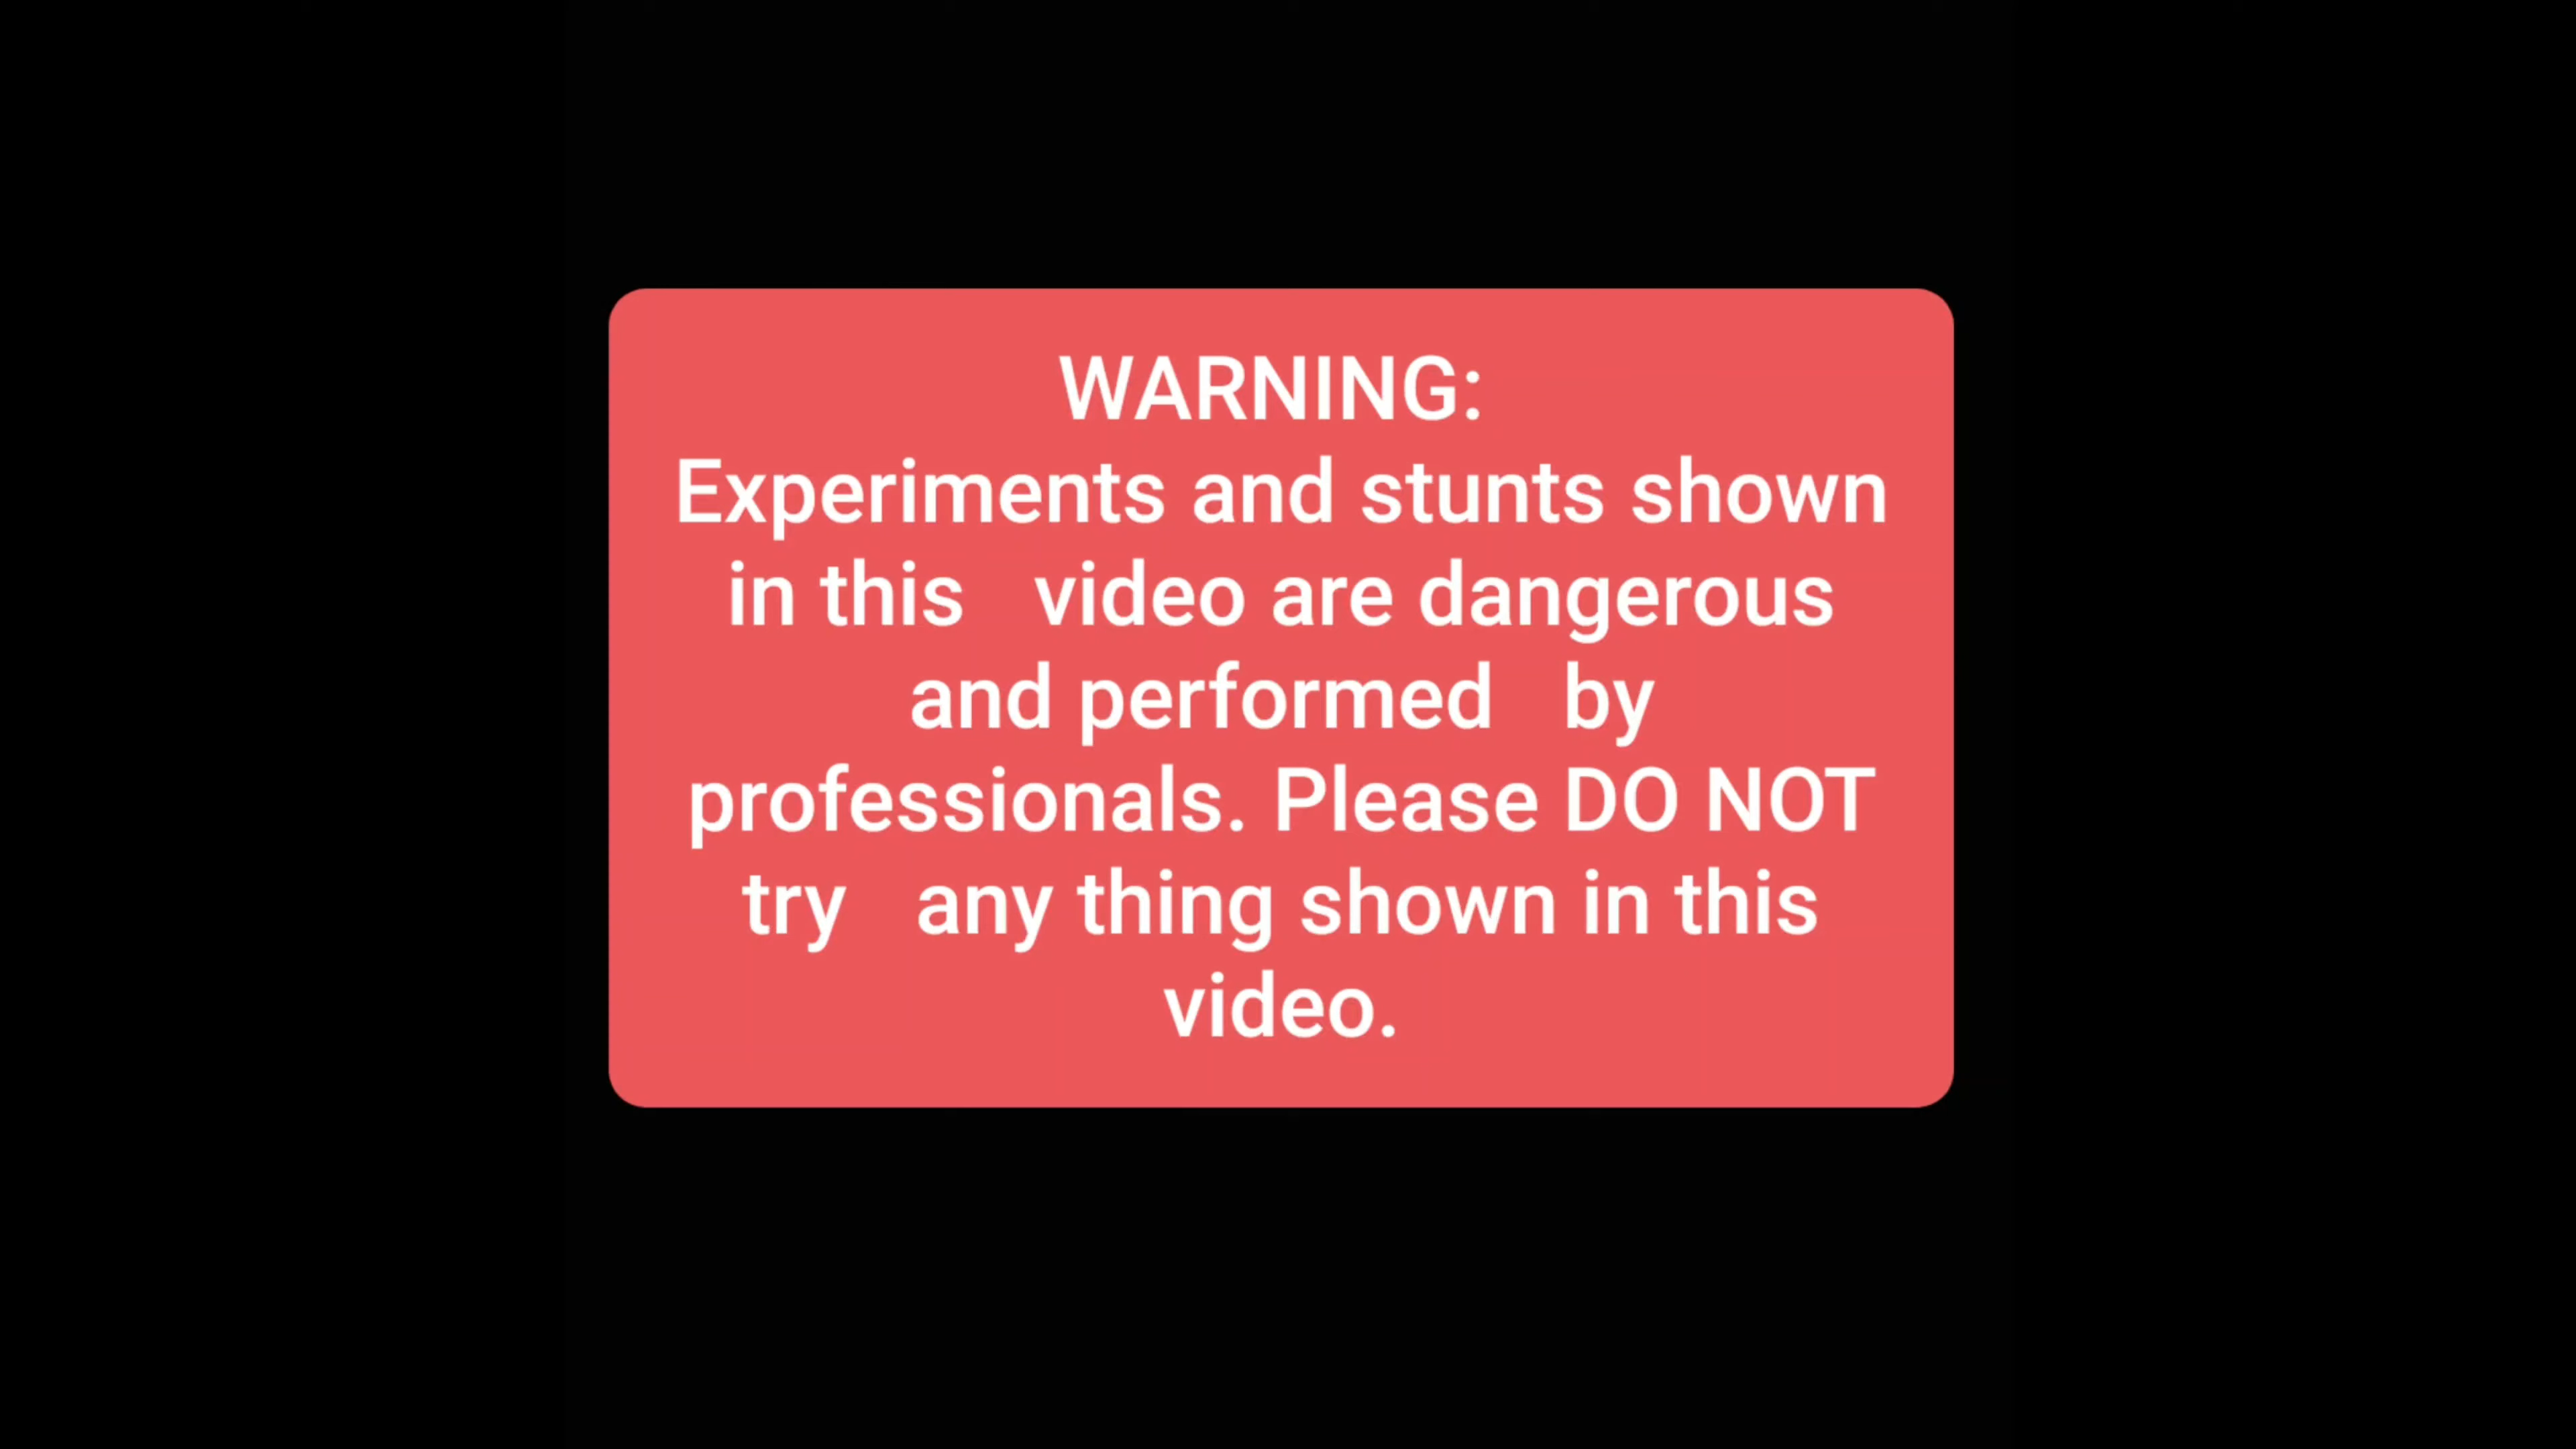 WARNING:
Experiments and stunts shown
in this   video are dangerous
and performed   by
professionals. Please DO NOT
try   any thing shown in this
video.